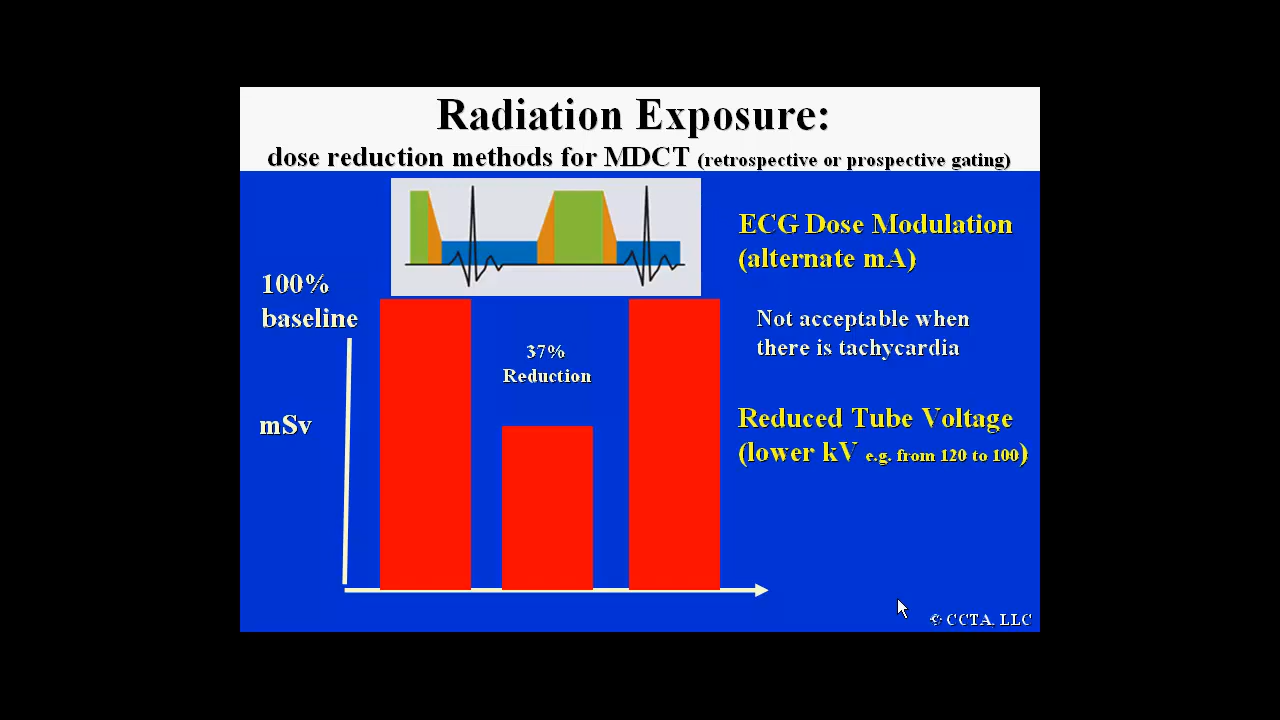 Radiation Exposure:
dose reduction methods for MDCT (retrospective or prospective gating)
ECG Dose Modulation
(alternate mA)
100%
baseline
Not acceptable when
there is tachycardia
37%
Reduction
mSv
Reduced Tube Voltage
(lower kV e.g. from 120 to 100)
© CCTA, LLC